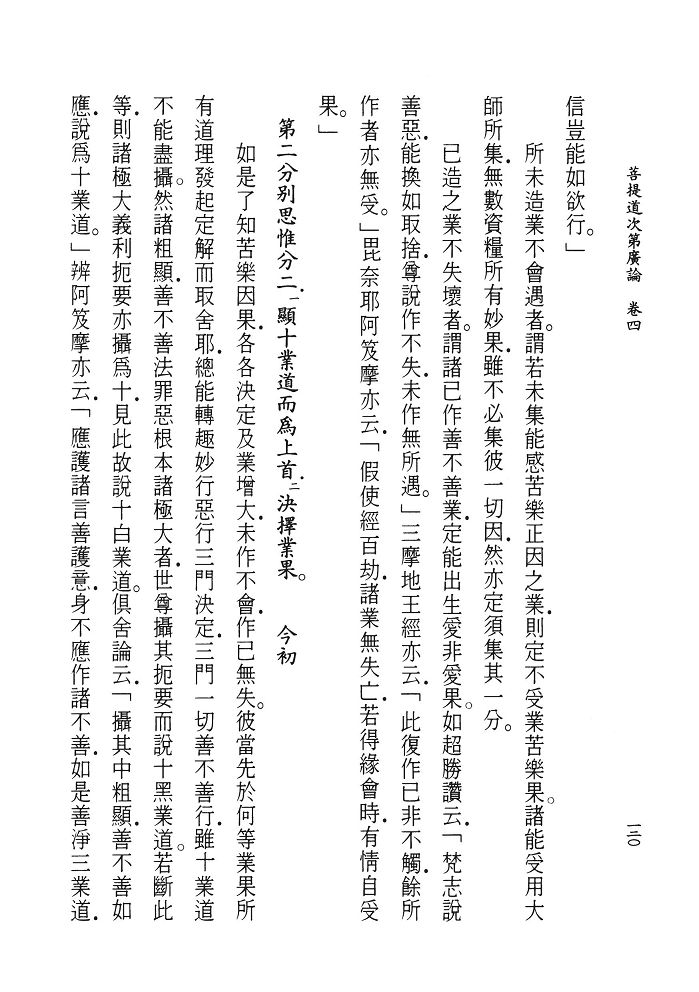 菩提道次第廣論　卷四
一三〇
信豈能如欲行。」
所未造業不會遇者。謂若未集能感苦樂正因之業．則定不受業苦樂果。諸能受用大
師所集．無數資糧所有妙果．雖不必集彼一切因．然亦定須集其一分。
已造之業不失壞者。謂諸已作善不善業．定能出生愛非愛果。如超勝讚云．「梵志說
善惡．能換如取捨．尊說作不失．未作無所遇。」三摩地王經亦云．「此復作已非不觸．餘所
作者亦無受。」毘奈耶阿笈摩亦云．「假使經百劫．諸業無失亡．若得緣會時．有情自受
果。」
第二分別思惟分二．一顯十業道而為上首．二決擇業果。　今初
如是了知苦樂因果．各各決定及業增大．未作不會．作已無失。彼當先於何等業果所
有道理發起定解而取舍耶．總能轉趣妙行惡行三門決定．三門一切善不善行．雖十業道
不能盡攝。然諸粗顯．善不善法罪惡根本諸極大者．世尊攝其扼要而說十黑業道。若斷此
等．則諸極大義利扼要亦攝為十．見此故說十白業道。俱舍論云．「攝其中粗顯．善不善如
應．說爲十業道。」辨阿笈摩亦云．「應護諸言善護意．身不應作諸不善．如是善淨三業道．